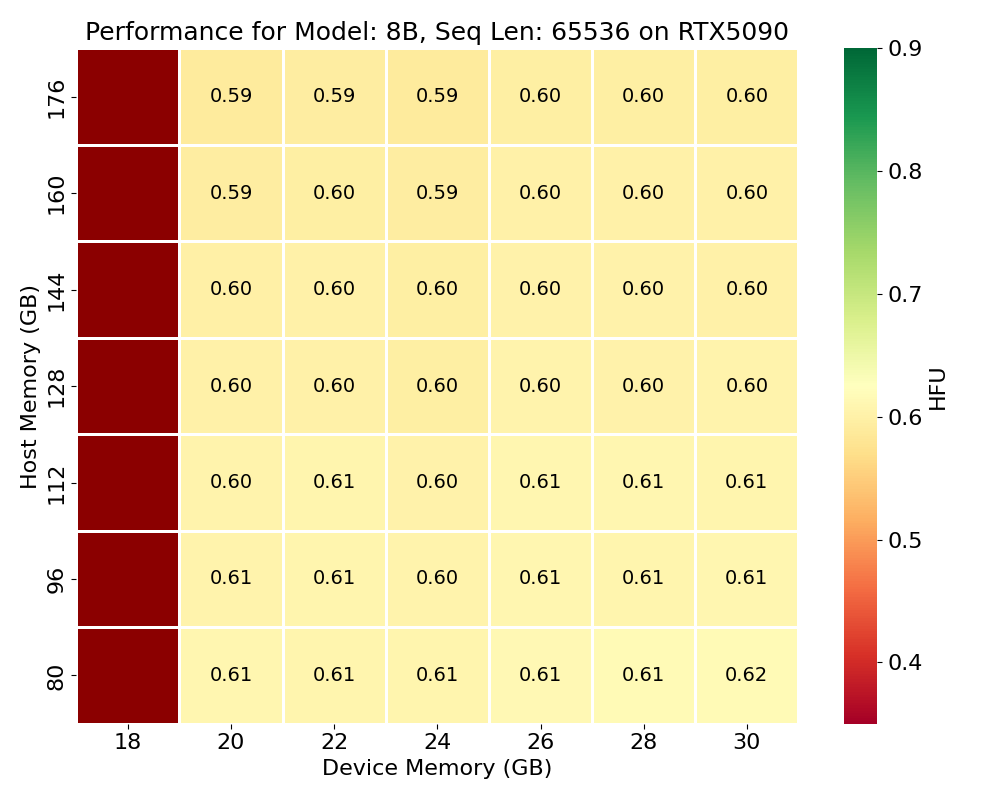 Performance for Model: 8B, Seq Len: 65536 on RTX5090
176 0.59 0.59 0.59 0.60 0.60 0.60
160 0.59 0.60 0.59 0.60 0.60 0.60
144 0.60 0.60 0.60 0.60 0.60 0.60
128 0.60 0.60 0.60 0.60 0.60 0.60
112 0.60 0.61 0.60 0.61 0.61 0.61
96 0.61 0.61 0.60 0.61 0.61 0.61
80 0.61 0.61 0.61 0.61 0.61 0.62
Host Memory (GB)
18 20 22 24 26 28 30
Device Memory (GB)
0.9
0.8
0.7
0.6
0.5
0.4
HFU